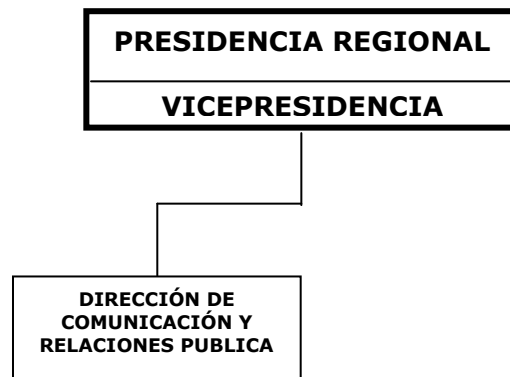 PRESIDENCIA REGIONAL
VICEPRESIDENCIA
DIRECCIÓN DE
COMUNICACIÓN Y
RELACIONES PUBLICA